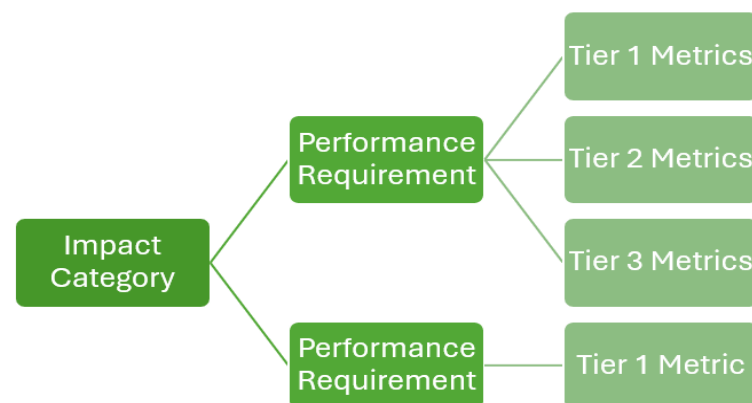 Impact
Category
Performance
Requirement
Tier 1 Metrics
Tier 2 Metrics
Tier 3 Metrics
Performance
Requirement
Tier 1 Metric